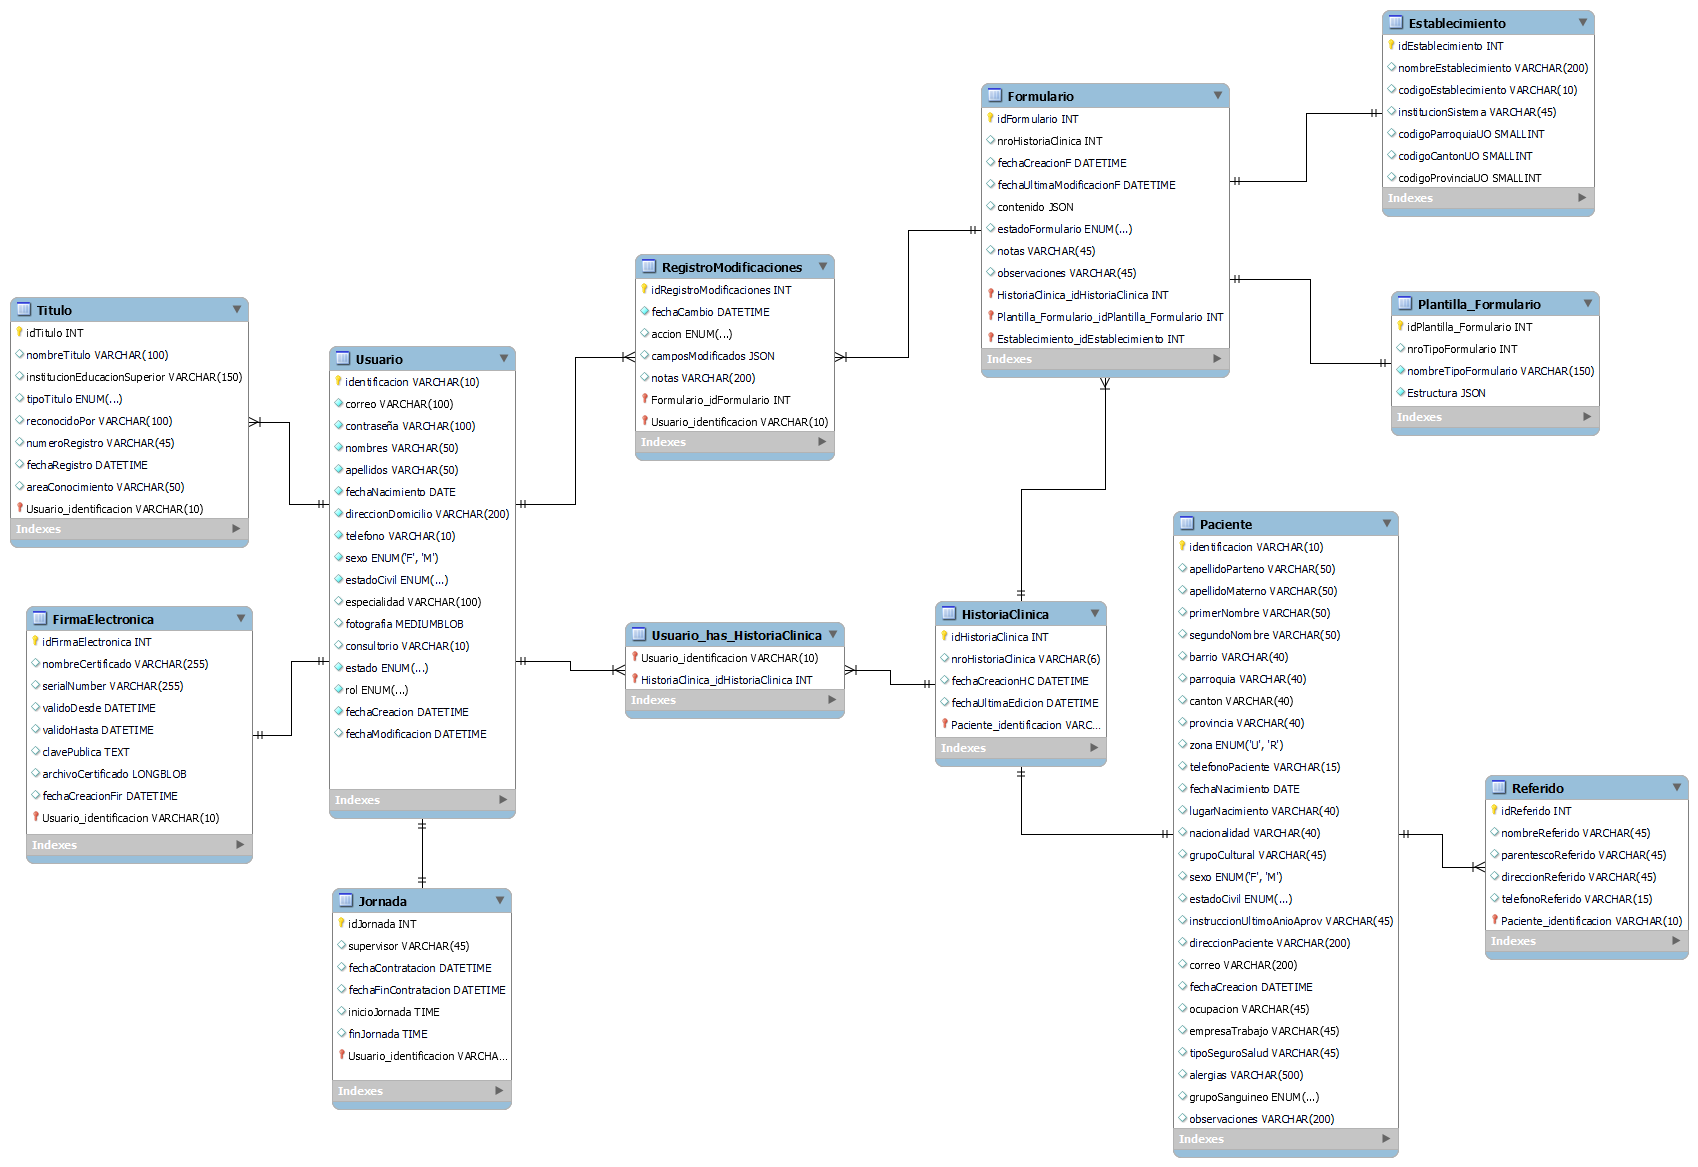 Establecimiento
idEstablecimiento INT
nombreEstablecimiento VARCHAR(200)
codigoEstablecimiento VARCHAR(10)
institucionSistema VARCHAR(45)
codigoParroquiaUO SMALLINT
codigoCantonUO SMALLINT
codigoProvinciaUO SMALLINT
Indexes
Formulario
idFormulario INT
nroHistoriaClinica INT
fechaCreacionF DATETIME
fechaUltimaModificacionF DATETIME
contenido JSON
estadoFormulario ENUM(...)
notas VARCHAR(45)
observaciones VARCHAR(45)
HistoriaClinica_idHistoriaClinica INT
Plantilla_Formulario_idPlantilla_Formulario INT
Establecimiento_idEstablecimiento INT
Indexes
RegistroModificaciones
idRegistroModificaciones INT
fechaCambio DATETIME
accion ENUM(...)
camposModificados JSON
notas VARCHAR(200)
Formulario_idFormulario INT
Usuario_identificacion VARCHAR(10)
Indexes
Plantilla_Formulario
idPlantilla_Formulario INT
nroTipoFormulario INT
nombreTipoFormulario VARCHAR(150)
Estructura JSON
Indexes
Titulo
idTitulo INT
nombreTitulo VARCHAR(100)
institucionEducacionSuperior VARCHAR(150)
tipoTitulo ENUM(...)
reconocidoPor VARCHAR(100)
numeroRegistro VARCHAR(45)
fechaRegistro DATETIME
areaConocimiento VARCHAR(50)
Usuario_identificacion VARCHAR(10)
Indexes
Usuario
identificacion VARCHAR(10)
correo VARCHAR(100)
contraseña VARCHAR(100)
nombres VARCHAR(50)
apellidos VARCHAR(50)
fechaNacimiento DATE
direccionDomicilio VARCHAR(200)
telefono VARCHAR(10)
sexo ENUM('F', 'M')
estadoCivil ENUM(...)
especialidad VARCHAR(100)
fotografia MEDIUMBLOB
consultorio VARCHAR(10)
estado ENUM(...)
rol ENUM(...)
fechaCreacion DATETIME
fechaModificacion DATETIME
Indexes
FirmaElectronica
idFirmaElectronica INT
nombreCertificado VARCHAR(255)
serialNumber VARCHAR(255)
validoDesde DATETIME
validoHasta DATETIME
clavePublica TEXT
archivoCertificado LONGBLOB
fechaCreacionFir DATETIME
Usuario_identificacion VARCHAR(10)
Indexes
Usuario_has_HistoriaClinica
Usuario_identificacion VARCHAR(10)
HistoriaClinica_idHistoriaClinica INT
Indexes
HistoriaClinica
idHistoriaClinica INT
nroHistoriaClinica VARCHAR(6)
fechaCreacionHC DATETIME
fechaUltimaEdicion DATETIME
Paciente_identificacion VARC...
Indexes
Paciente
identificacion VARCHAR(10)
apellidoParteno VARCHAR(50)
apellidoMaterno VARCHAR(50)
primerNombre VARCHAR(50)
segundoNombre VARCHAR(50)
barrio VARCHAR(40)
parroquia VARCHAR(40)
canton VARCHAR(40)
provincia VARCHAR(40)
zona ENUM('U', 'R')
telefonoPaciente VARCHAR(15)
fechaNacimiento DATE
lugarNacimiento VARCHAR(40)
nacionalidad VARCHAR(40)
grupoCultural VARCHAR(45)
sexo ENUM('F', 'M')
estadoCivil ENUM(...)
instruccionUltimoAnioAprov VARCHAR(45)
direccionPaciente VARCHAR(200)
correo VARCHAR(200)
fechaCreacion DATETIME
ocupacion VARCHAR(45)
empresaTrabajo VARCHAR(45)
tipoSeguroSalud VARCHAR(45)
alergias VARCHAR(500)
grupoSanguineo ENUM(...)
observaciones VARCHAR(200)
Indexes
Referido
idReferido INT
nombreReferido VARCHAR(45)
parentescoReferido VARCHAR(45)
direccionReferido VARCHAR(45)
telefonoReferido VARCHAR(15)
Paciente_identificacion VARCHAR(10)
Indexes
Jornada
idJornada INT
supervisor VARCHAR(45)
fechaContratacion DATETIME
fechaFinContratacion DATETIME
inicioJornada TIME
finJornada TIME
Usuario_identificacion VARCHA...
Indexes